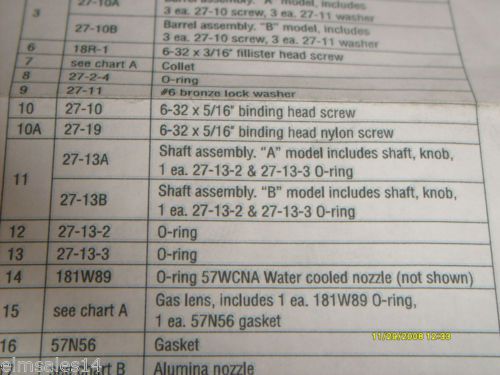 27-10A Barrel assembly. "A" model, includes
3 3 ea. 27-10 screw, 3 ea. 27-11 washer
27-10B Barrel assembly. "B" model, includes
3 ea. 27-10 screw, 3 ea. 27-11 washer
6 18R-1 6-32 x 3/16" fillister head screw
7 see chart A Collet
8 27-2-4 O-ring
9 27-11 #6 bronze lock washer
10 27-10 6-32 x 5/16" binding head screw
10A 27-19 6-32 x 5/16" binding head nylon screw
11 27-13A Shaft assembly. "A" model includes shaft, knob,
1 ea. 27-13-2 & 27-13-3 O-ring
27-13B Shaft assembly. "B" model includes shaft, knob,
1 ea. 27-13-2 & 27-13-3 O-ring
12 27-13-2 O-ring
13 27-13-3 O-ring
14 181W89 O-ring 57WCNA Water cooled nozzle (not shown)
15 see chart A Gas lens, includes 1 ea. 181W89 O-ring,
1 ea. 57N56 gasket
16 57N56 Gasket
see chart B Alumina nozzle
11/29/2008 12:33
elmsales14